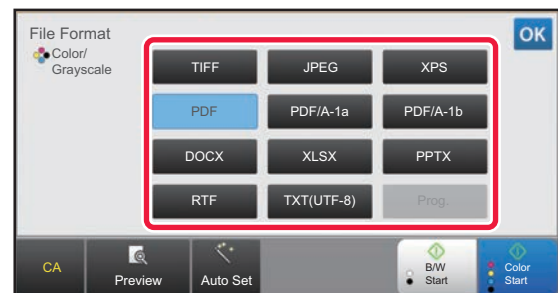 File Format
OK
Color/
Grayscale
TIFF JPEG XPS
PDF PDF/A-1a PDF/A-1b
DOCX XLSX PPTX
RTF TXT(UTF-8) Prog.
CA Preview Auto Set
B/W
Start
Color
Start